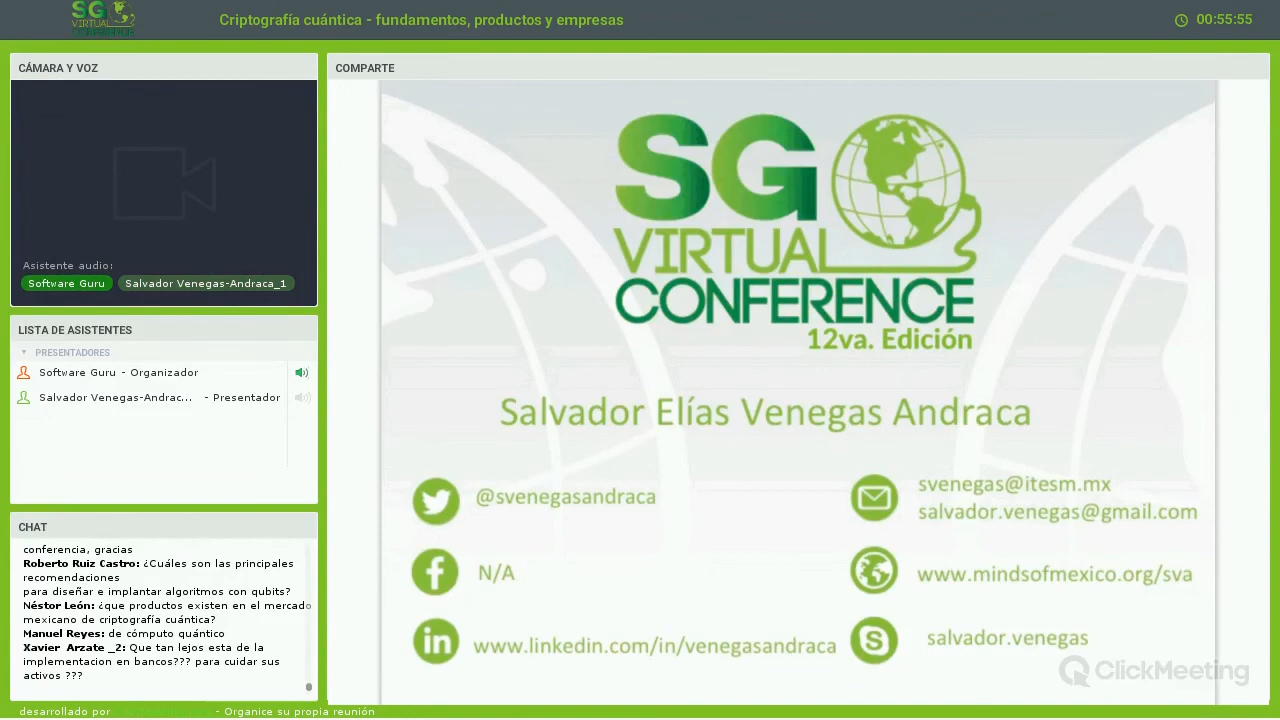 SG
VIRTUAL
CONFERENCE
Criptografía cuántica - fundamentos, productos y empresas
00:55:55
CÁMARA Y VOZ
Asistente audio:
Software Guru
Salvador Venegas-Andraca_1
LISTA DE ASISTENTES
PRESENTADORES
Software Guru - Organizador
Salvador Venegas-Andrac... - Presentador
CHAT
conferencia, gracias
Roberto Ruiz Castro: ¿Cuáles son las principales
recomendaciones
para diseñar e implantar algoritmos con qubits?
Néstor León: ¿que productos existen en el mercado
mexicano de criptografía cuántica?
Manuel Reyes: de cómputo quántico
Xavier Arzate _2: Que tan lejos esta de la
implementacion en bancos??? para cuidar sus
activos ???
desarrollado por
- Organice su propia reunión
COMPARTE
SG
VIRTUAL
CONFERENCE
12va. Edición
Salvador Elías Venegas Andraca
@svenegasandraca
N/A
www.linkedin.com/in/venegasandraca
svenegas@itesm.mx
salvador.venegas@gmail.com
www.mindsofmexico.org/sva
salvador.venegas
ClickMeeting